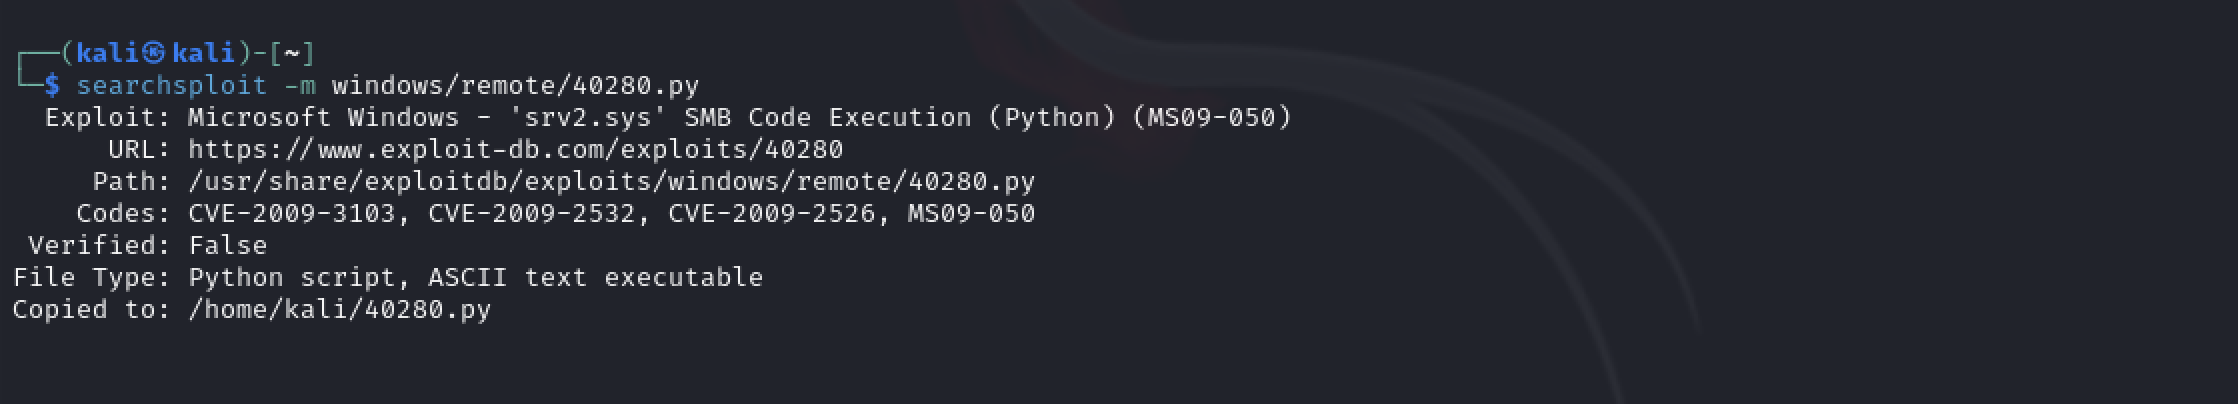 ┌──(kali㉿kali)-[~]
└─$ searchsploit -m windows/remote/40280.py
  Exploit: Microsoft Windows - 'srv2.sys' SMB Code Execution (Python) (MS09-050)
      URL: https://www.exploit-db.com/exploits/40280
     Path: /usr/share/exploitdb/exploits/windows/remote/40280.py
    Codes: CVE-2009-3103, CVE-2009-2532, CVE-2009-2526, MS09-050
 Verified: False
File Type: Python script, ASCII text executable
Copied to: /home/kali/40280.py